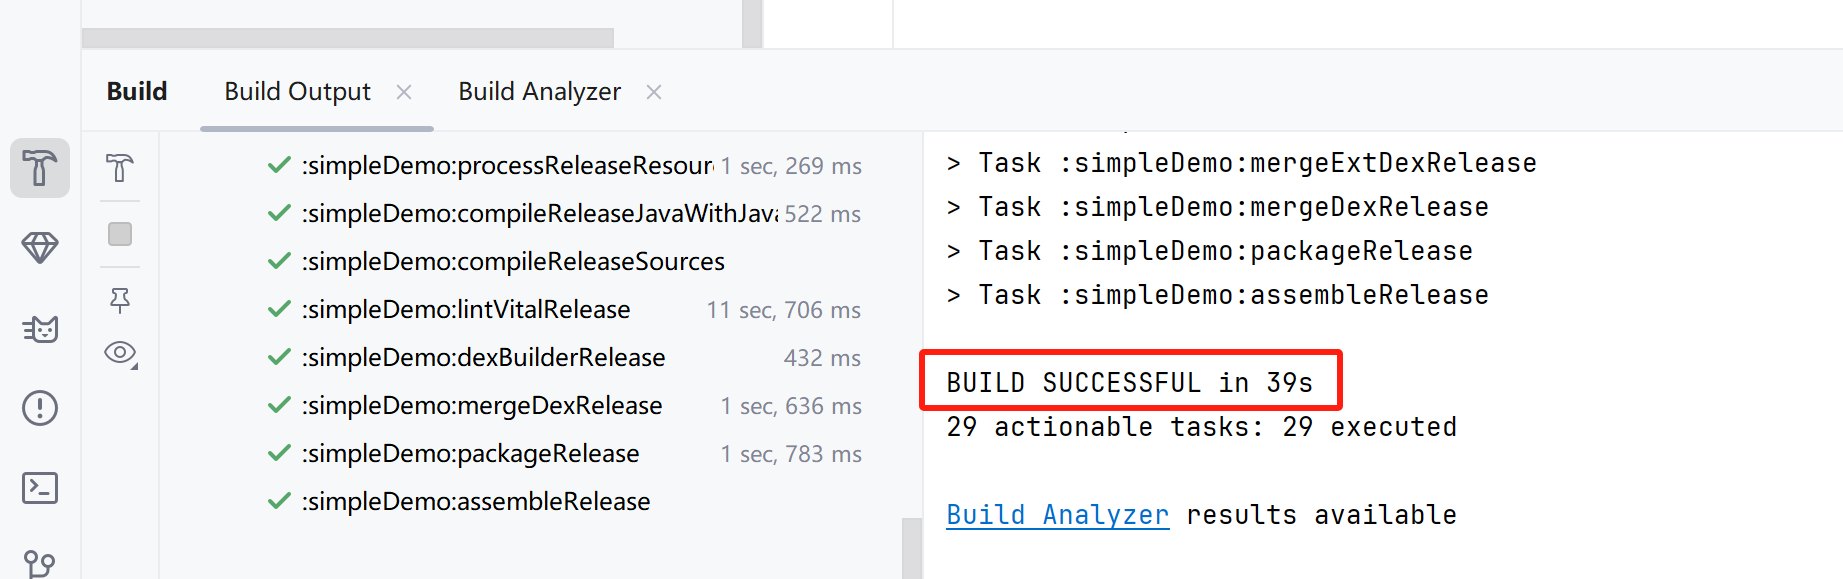 Build
Build Output
Build Analyzer
:simpleDemo:processReleaseResour 1 sec, 269 ms
:simpleDemo:compileReleaseJavaWithJava 522 ms
:simpleDemo:compileReleaseSources
:simpleDemo:lintVitalRelease 11 sec, 706 ms
:simpleDemo:dexBuilderRelease 432 ms
:simpleDemo:mergeDexRelease 1 sec, 636 ms
:simpleDemo:packageRelease 1 sec, 783 ms
:simpleDemo:assembleRelease
> Task :simpleDemo:mergeExtDexRelease
> Task :simpleDemo:mergeDexRelease
> Task :simpleDemo:packageRelease
> Task :simpleDemo:assembleRelease
BUILD SUCCESSFUL in 39s
29 actionable tasks: 29 executed
Build Analyzer results available